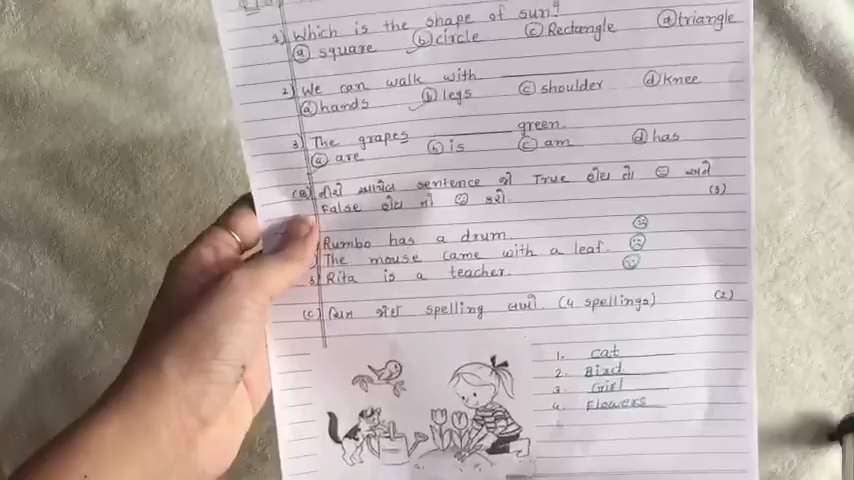 1) Which is the shape of sun?
ⓐ square ⓑ circle ⓒ Rectangle ⓐ triangle
2) We can walk with ________
ⓐ hands ⓑ legs ⓒ shoulder ⓓ knee
3) The grapes ________ green.
ⓐ are ⓑ is ⓒ am ⓓ has
(B) નીચે આપેલ sentence જો True હોય તો 🙂 અને (3)
False હોય તો ☹ કરો.
Rumbo has a drum.
The mouse came with a leaf.
3) Rita is a teacher.
(C) ચિત્ર જોઈ spelling લખો. (4 spellings) (2)
1. cat
2. Bird
3. Girl
4. Flowers